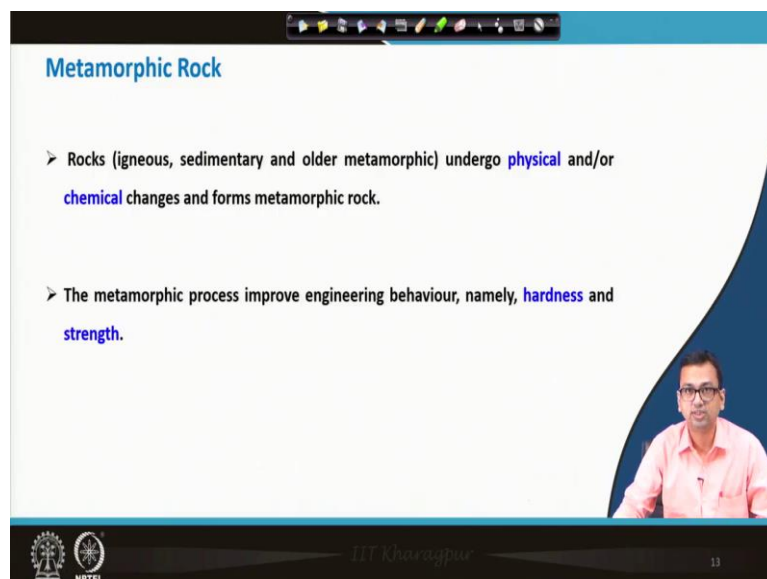 Metamorphic Rock
➤ Rocks (igneous, sedimentary and older metamorphic) undergo physical and/or
chemical changes and forms metamorphic rock.
➤ The metamorphic process improve engineering behaviour, namely, hardness and
strength.
IIT Kharagpur
NPTEL
13